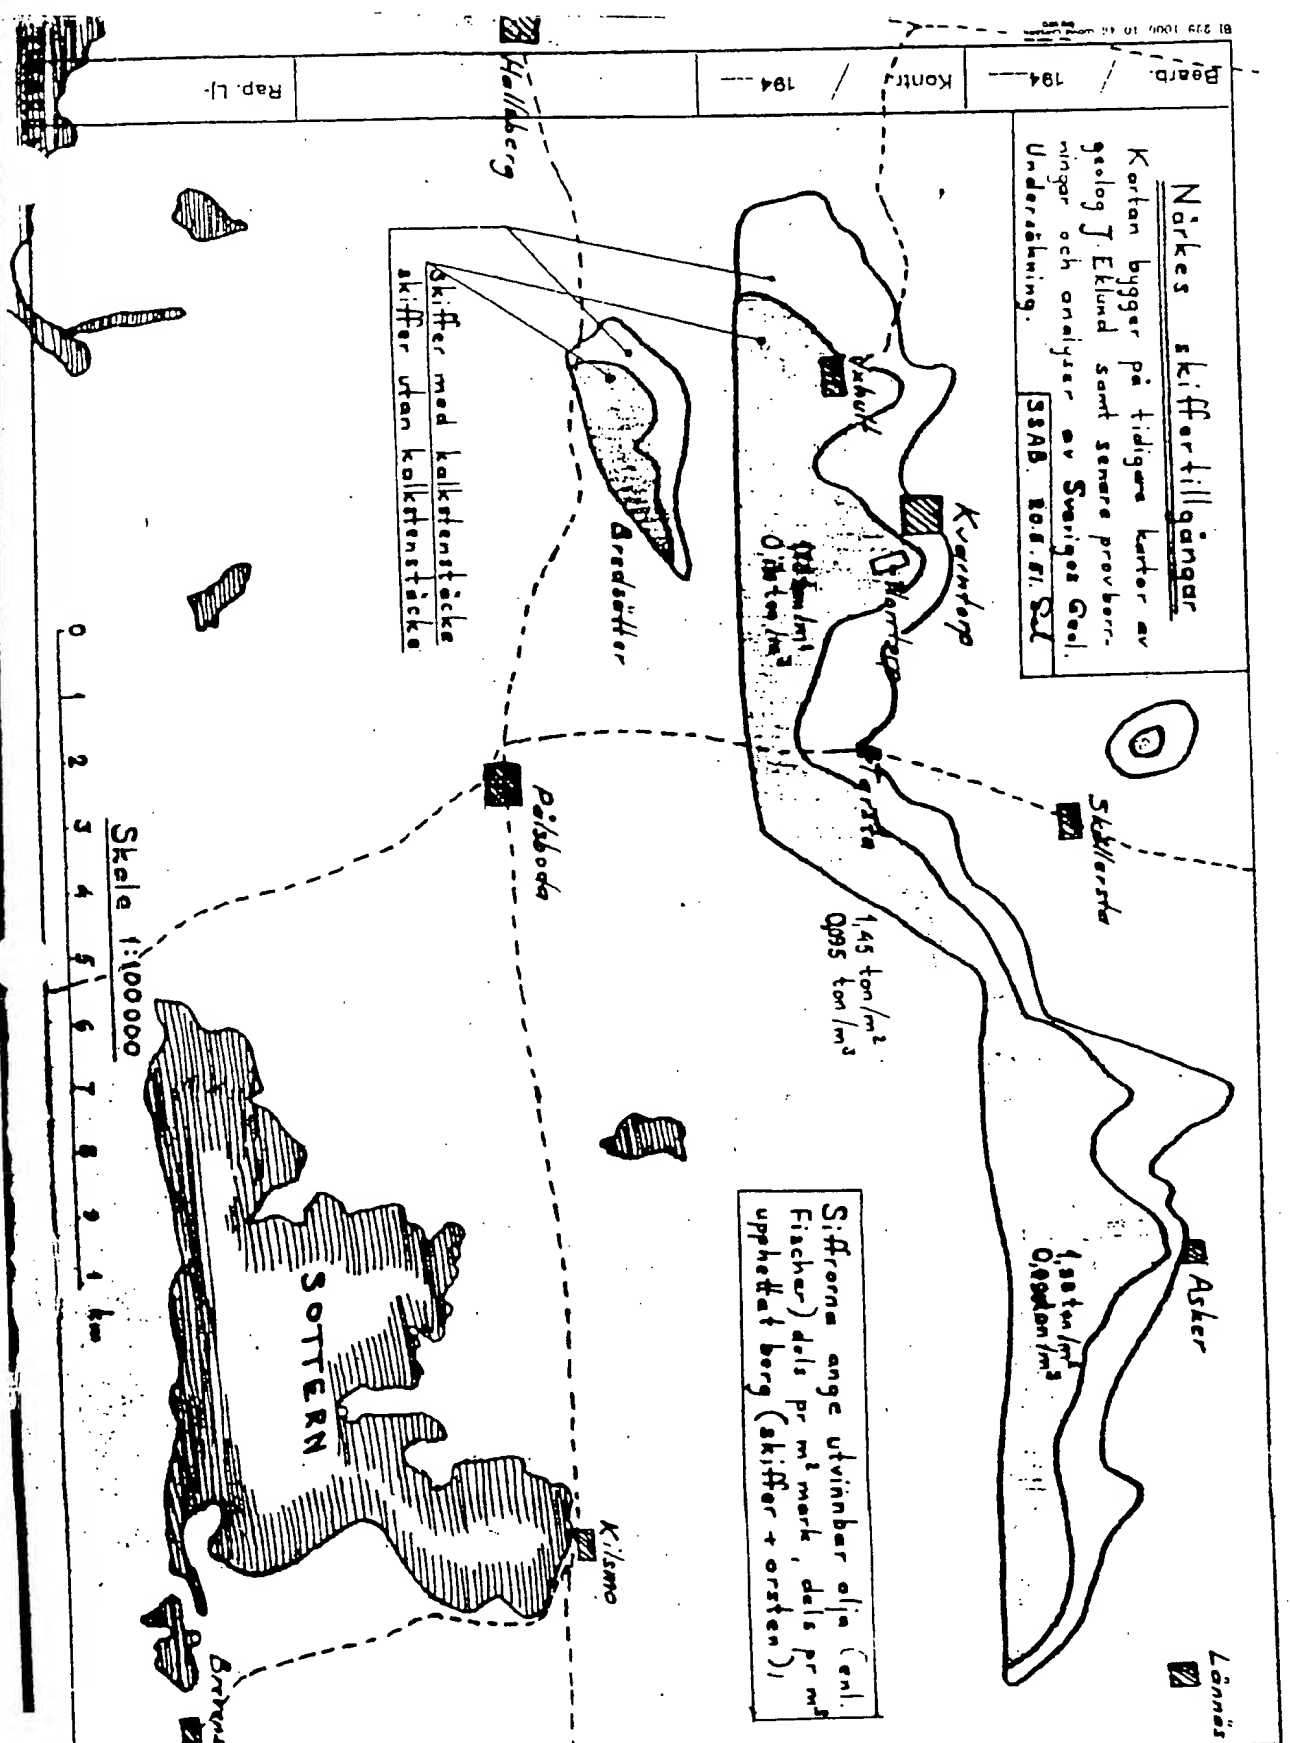 Närkes skiffertillgångar
Kartan bygger på tidigare kartor av
geolog J. Eklund samt senare provborr-
ningar och analyser av Sveriges Geol.
Undersökning.
SSAB
Bearb.
194
Kontr.
194
Rap. Lj.
Hallsberg
Yxhult
Kvarntorp
Norrtorp
Skiffer med kalkstenstäcke
Skiffer utan kalkstenstäcke
Bredsätter
Skällersta
Tarsta
Pålsboda
1,45 ton/m²
0,095 ton/m³
Asker
Siffrorna ange utvinnbar olja (enl.
Fischer) dels pr m² mark, dels pr m³
upphettat berg (skiffer + orsten),
SOTTERN
Kilsmo
Lännäs
Skala 1:100000
0 1 2 3 4 5 6 7 8 9 1 km